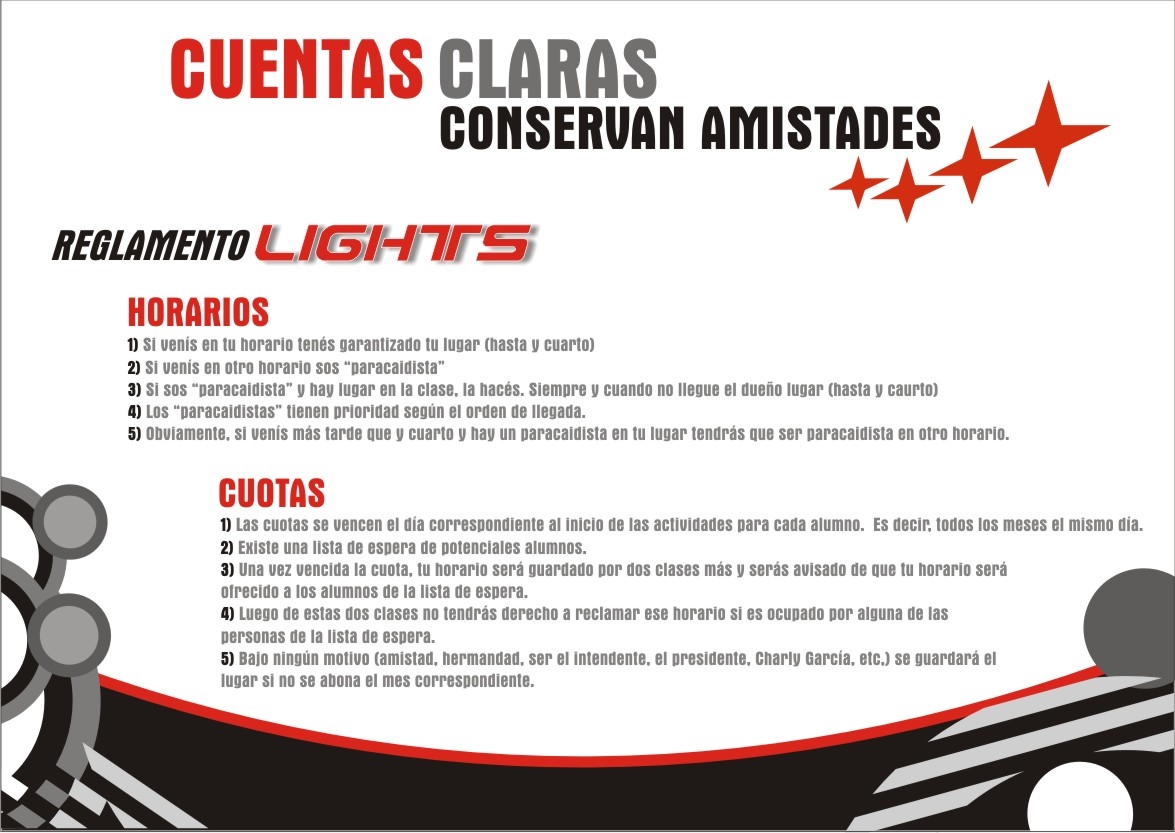 CUENTAS CLARAS
CONSERVAN AMISTADES
REGLAMENTO LIGHTS
HORARIOS
1) Si venís en tu horario tenés garantizado tu lugar (hasta y cuarto)
2) Si venís en otro horario sos “paracaidista”
3) Si sos “paracaidista” y hay lugar en la clase, la hacés. Siempre y cuando no llegue el dueño lugar (hasta y caurto)
4) Los “paracaidistas” tienen prioridad según el orden de llegada.
5) Obviamente, si venís más tarde que y cuarto y hay un paracaidista en tu lugar tendrás que ser paracaidista en otro horario.
CUOTAS
1) Las cuotas se vencen el día correspondiente al inicio de las actividades para cada alumno. Es decir, todos los meses el mismo día.
2) Existe una lista de espera de potenciales alumnos.
3) Una vez vencida la cuota, tu horario será guardado por dos clases más y serás avisado de que tu horario será
ofrecido a los alumnos de la lista de espera.
4) Luego de estas dos clases no tendrás derecho a reclamar ese horario si es ocupado por alguna de las
personas de la lista de espera.
5) Bajo ningún motivo (amistad, hermandad, ser el intendente, el presidente, Charly García, etc,) se guardará el
lugar si no se abona el mes correspondiente.